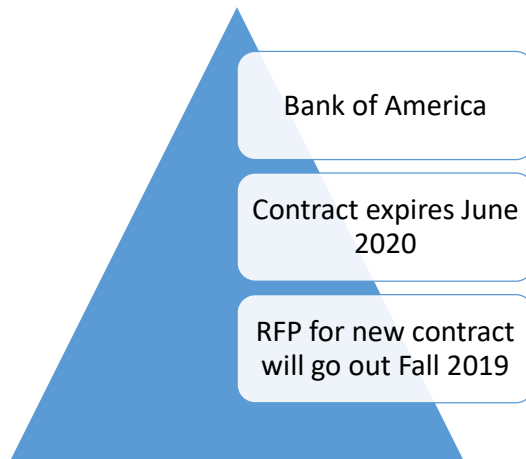 Bank of America
Contract expires June
2020
RFP for new contract
will go out Fall 2019